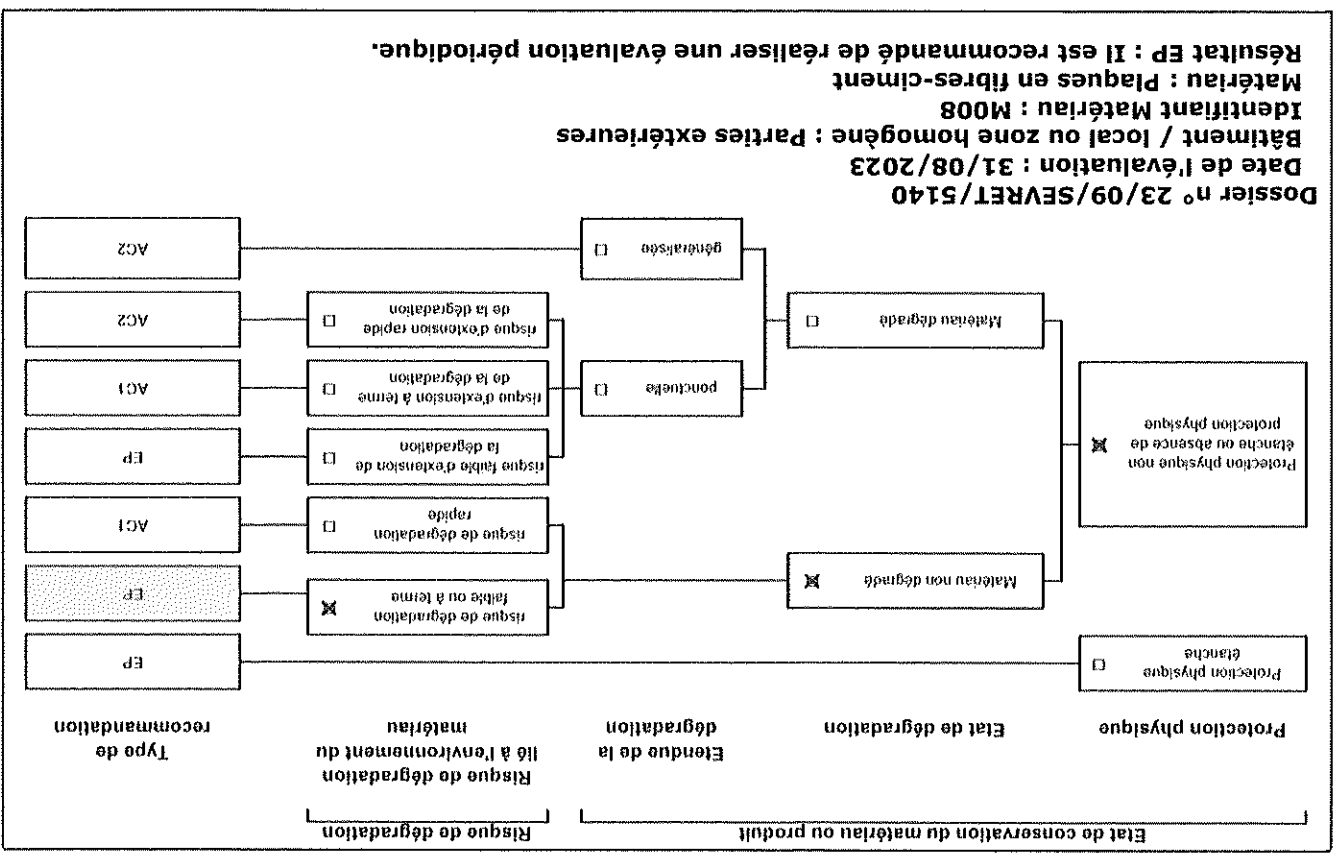 Dossier n° 23/09/SEVRET/5140
Date de l'évaluation : 31/08/2023
Bâtiment / local ou zone homogène : Parties extérieures
Identifiant Matériau : M008
Matériau : Plaques en fibres-ciment
Résultat EP : Il est recommandé de réaliser une évaluation périodique.
Etat de conservation du matériau ou produit
Risque de dégradation
Protection physique
Etat de dégradation
Etendue de la
dégradation
Risque de dégradation
lié à l'environnement du
matériau
Type de
recommandation
Protection physique
étanche
EP
Protection physique non
étanche ou absence de
protection physique
Matériau non dégradé
risque de dégradation
faible ou à terme
EP
risque de dégradation
rapide
AC1
Matériau dégradé
ponctuelle
risque faible d'extension de
la dégradation
EP
risque d'extension à terme
de la dégradation
AC1
risque d'extension rapide
de la dégradation
AC2
généralisée
AC2